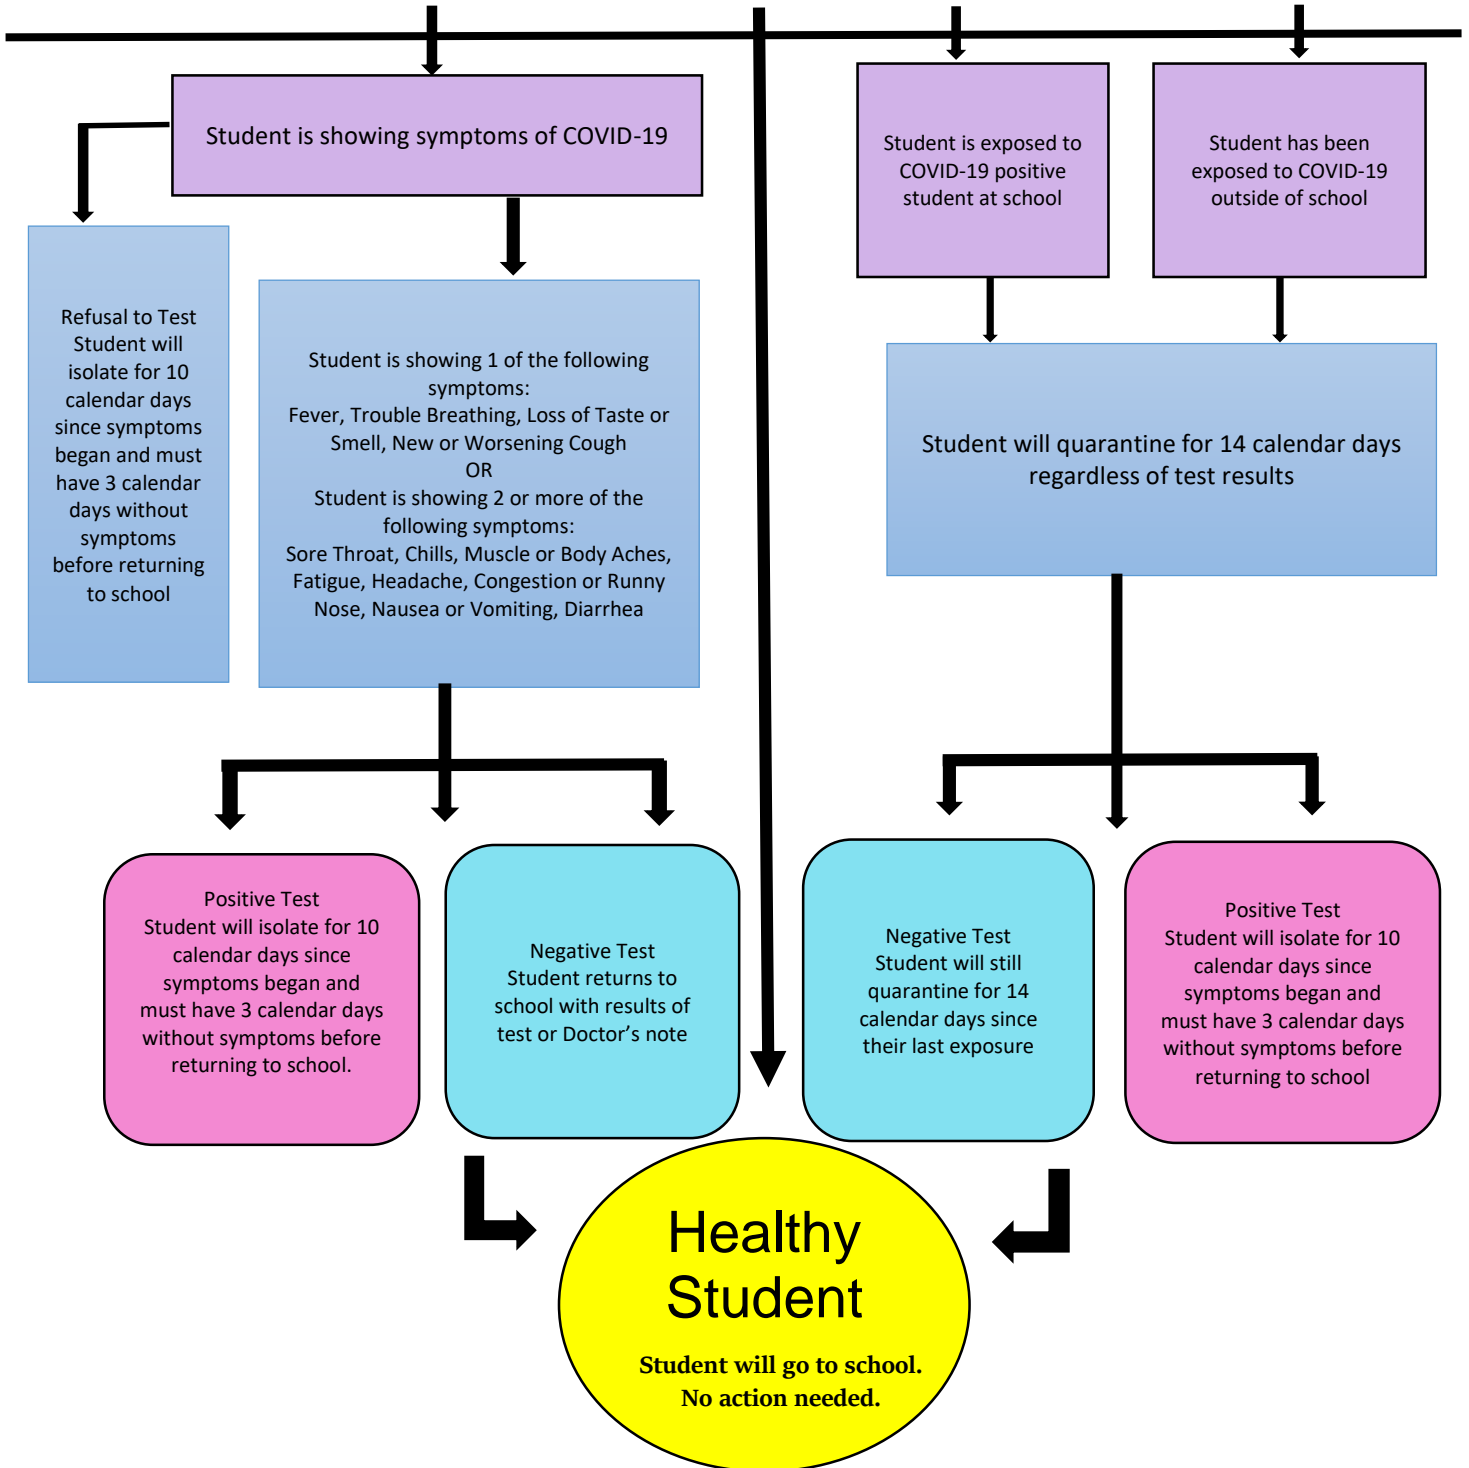 Student is showing symptoms of COVID-19
Student is exposed to
COVID-19 positive
student at school
Student has been
exposed to COVID-19
outside of school
Refusal to Test
Student will
isolate for 10
calendar days
since symptoms
began and must
have 3 calendar
days without
symptoms
before returning
to school
Student is showing 1 of the following
symptoms:
Fever, Trouble Breathing, Loss of Taste or
Smell, New or Worsening Cough
OR
Student is showing 2 or more of the
following symptoms:
Sore Throat, Chills, Muscle or Body Aches,
Fatigue, Headache, Congestion or Runny
Nose, Nausea or Vomiting, Diarrhea
Student will quarantine for 14 calendar days
regardless of test results
Positive Test
Student will isolate for 10
calendar days since
symptoms began and
must have 3 calendar days
without symptoms before
returning to school.
Negative Test
Student returns to
school with results of
test or Doctor’s note
Negative Test
Student will still
quarantine for 14
calendar days since
their last exposure
Positive Test
Student will isolate for 10
calendar days since
symptoms began and
must have 3 calendar days
without symptoms before
returning to school
Healthy
Student
Student will go to school.
No action needed.